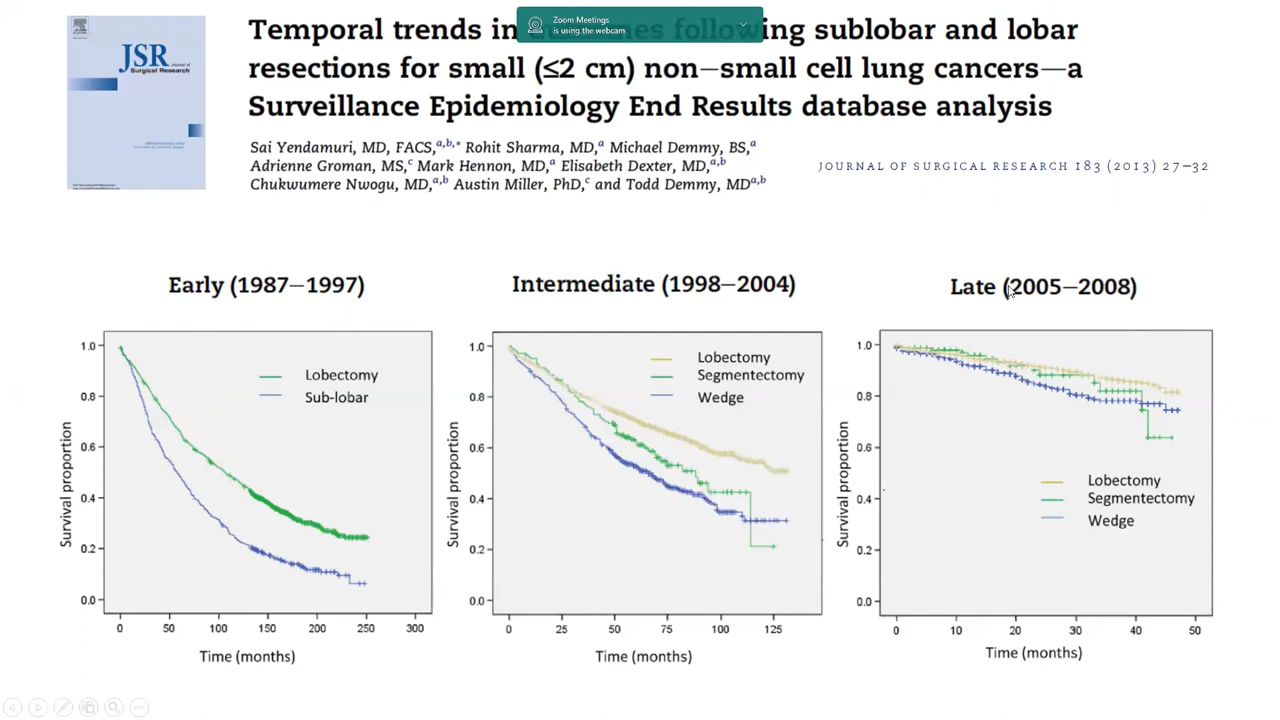 Zoom Meetings
is using the webcam
Temporal trends in following sublobar and lobar
resections for small (≤2 cm) non–small cell lung cancers—a
Surveillance Epidemiology End Results database analysis
JSR Journal of
Surgical Research
Sai Yendamuri, MD, FACS,a,b,* Rohit Sharma, MD,a Michael Demmy, BS,a
Adrienne Groman, MS,c Mark Hennon, MD,a Elisabeth Dexter, MD,a,b
Chukwumere Nwogu, MD,a,b Austin Miller, PhD,c and Todd Demmy, MDa,b
JOURNAL OF SURGICAL RESEARCH 183 (2013) 27–32
Early (1987–1997)
Survival proportion
1.0
0.8
0.6
0.4
0.2
0.0
Lobectomy
Sub-lobar
0 50 100 150 200 250 300
Time (months)
Intermediate (1998–2004)
Survival proportion
1.0
0.8
0.6
0.4
0.2
0.0
Lobectomy
Segmentectomy
Wedge
0 25 50 75 100 125
Time (months)
Late (2005–2008)
Survival proportion
1.0
0.8
0.6
0.4
0.2
0.0
Lobectomy
Segmentectomy
Wedge
0 10 20 30 40 50
Time (months)